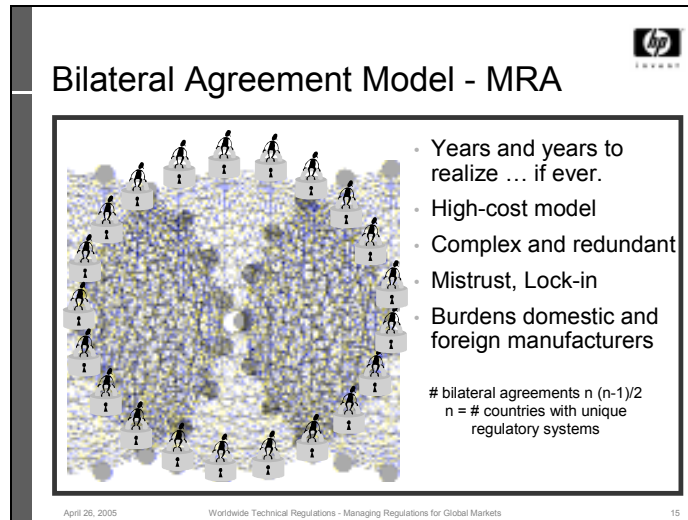 hp
invent
Bilateral Agreement Model - MRA
• Years and years to
realize … if ever.
• High-cost model
• Complex and redundant
• Mistrust, Lock-in
• Burdens domestic and
foreign manufacturers
# bilateral agreements n (n-1)/2
n = # countries with unique
regulatory systems
April 26, 2005
Worldwide Technical Regulations - Managing Regulations for Global Markets
15